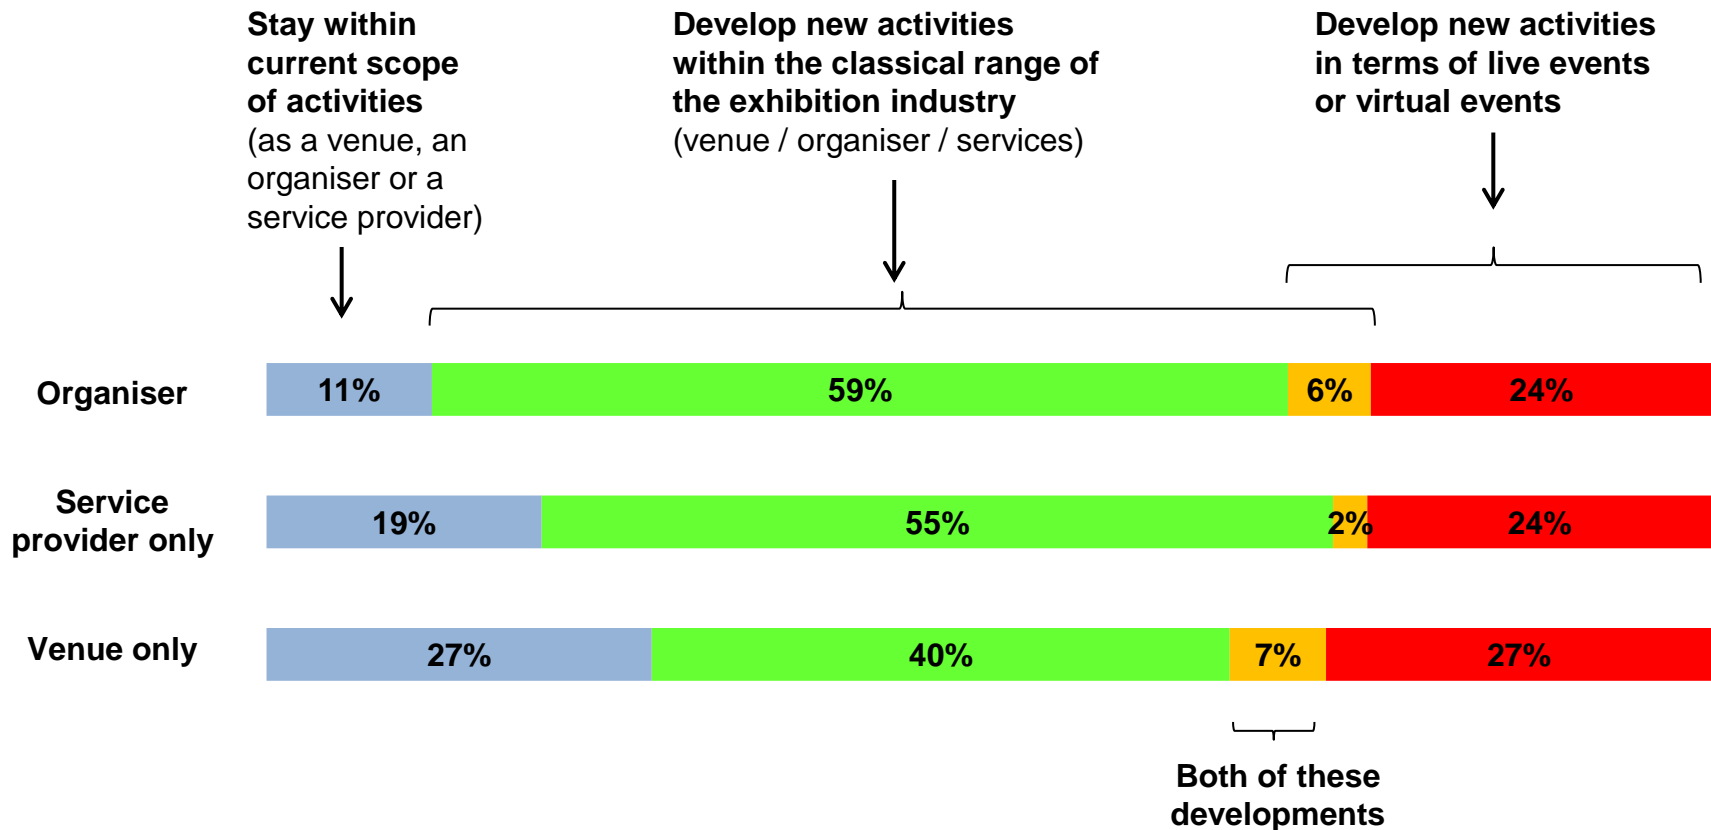 Stay within
current scope
of activities
(as a venue, an
organiser or a
service provider)
Develop new activities
within the classical range of
the exhibition industry
(venue / organiser / services)
Develop new activities
in terms of live events
or virtual events
Organiser
11%
59%
6%
24%
Service
provider only
19%
55%
2%
24%
Venue only
27%
40%
7%
27%
Both of these
developments